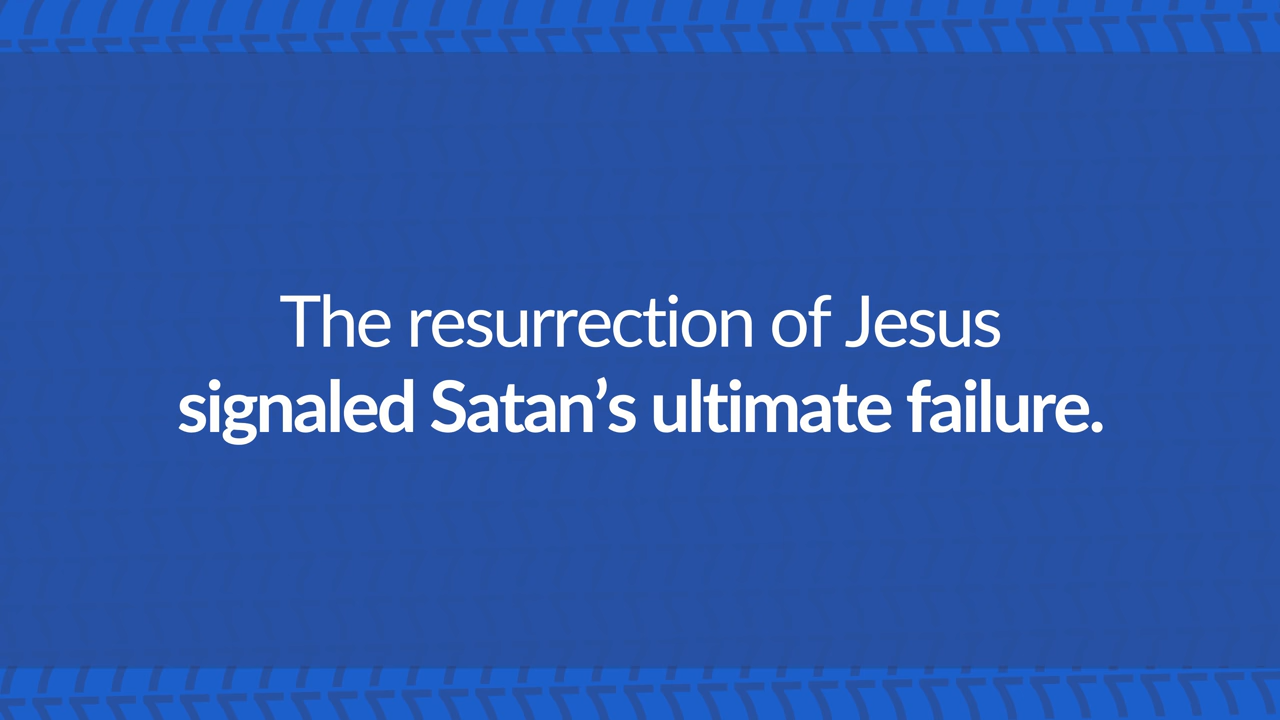 The resurrection of Jesus
signaled Satan’s ultimate failure.